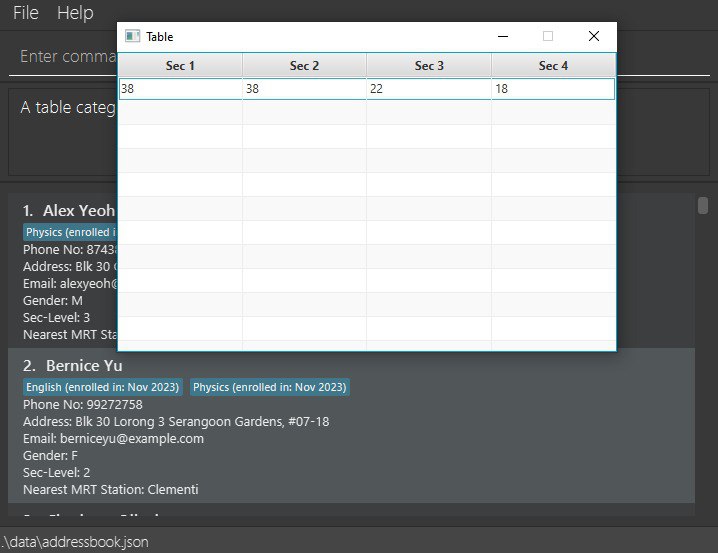 File Help
Table
Enter comma
Sec 1 Sec 2 Sec 3 Sec 4
38 38 22 18
A table categ
1. Alex Yeoh
Physics (enrolled i
Phone No: 8743
Address: Blk 30
Email: alexyeoh@
Gender: M
Sec-Level: 3
Nearest MRT Sta
2. Bernice Yu
English (enrolled in: Nov 2023) Physics (enrolled in: Nov 2023)
Phone No: 99272758
Address: Blk 30 Lorong 3 Serangoon Gardens, #07-18
Email: berniceyu@example.com
Gender: F
Sec-Level: 2
Nearest MRT Station: Clementi
.\data\addressbook.json